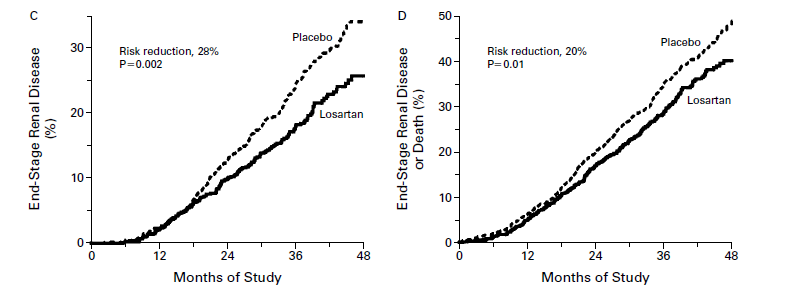 C
End-Stage Renal Disease
(%)
30
20
10
0
Risk reduction, 28%
P=0.002
Placebo
Losartan
0 12 24 36 48
Months of Study
D
End-Stage Renal Disease
or Death (%)
50
40
30
20
10
0
Risk reduction, 20%
P=0.01
Placebo
Losartan
0 12 24 36 48
Months of Study